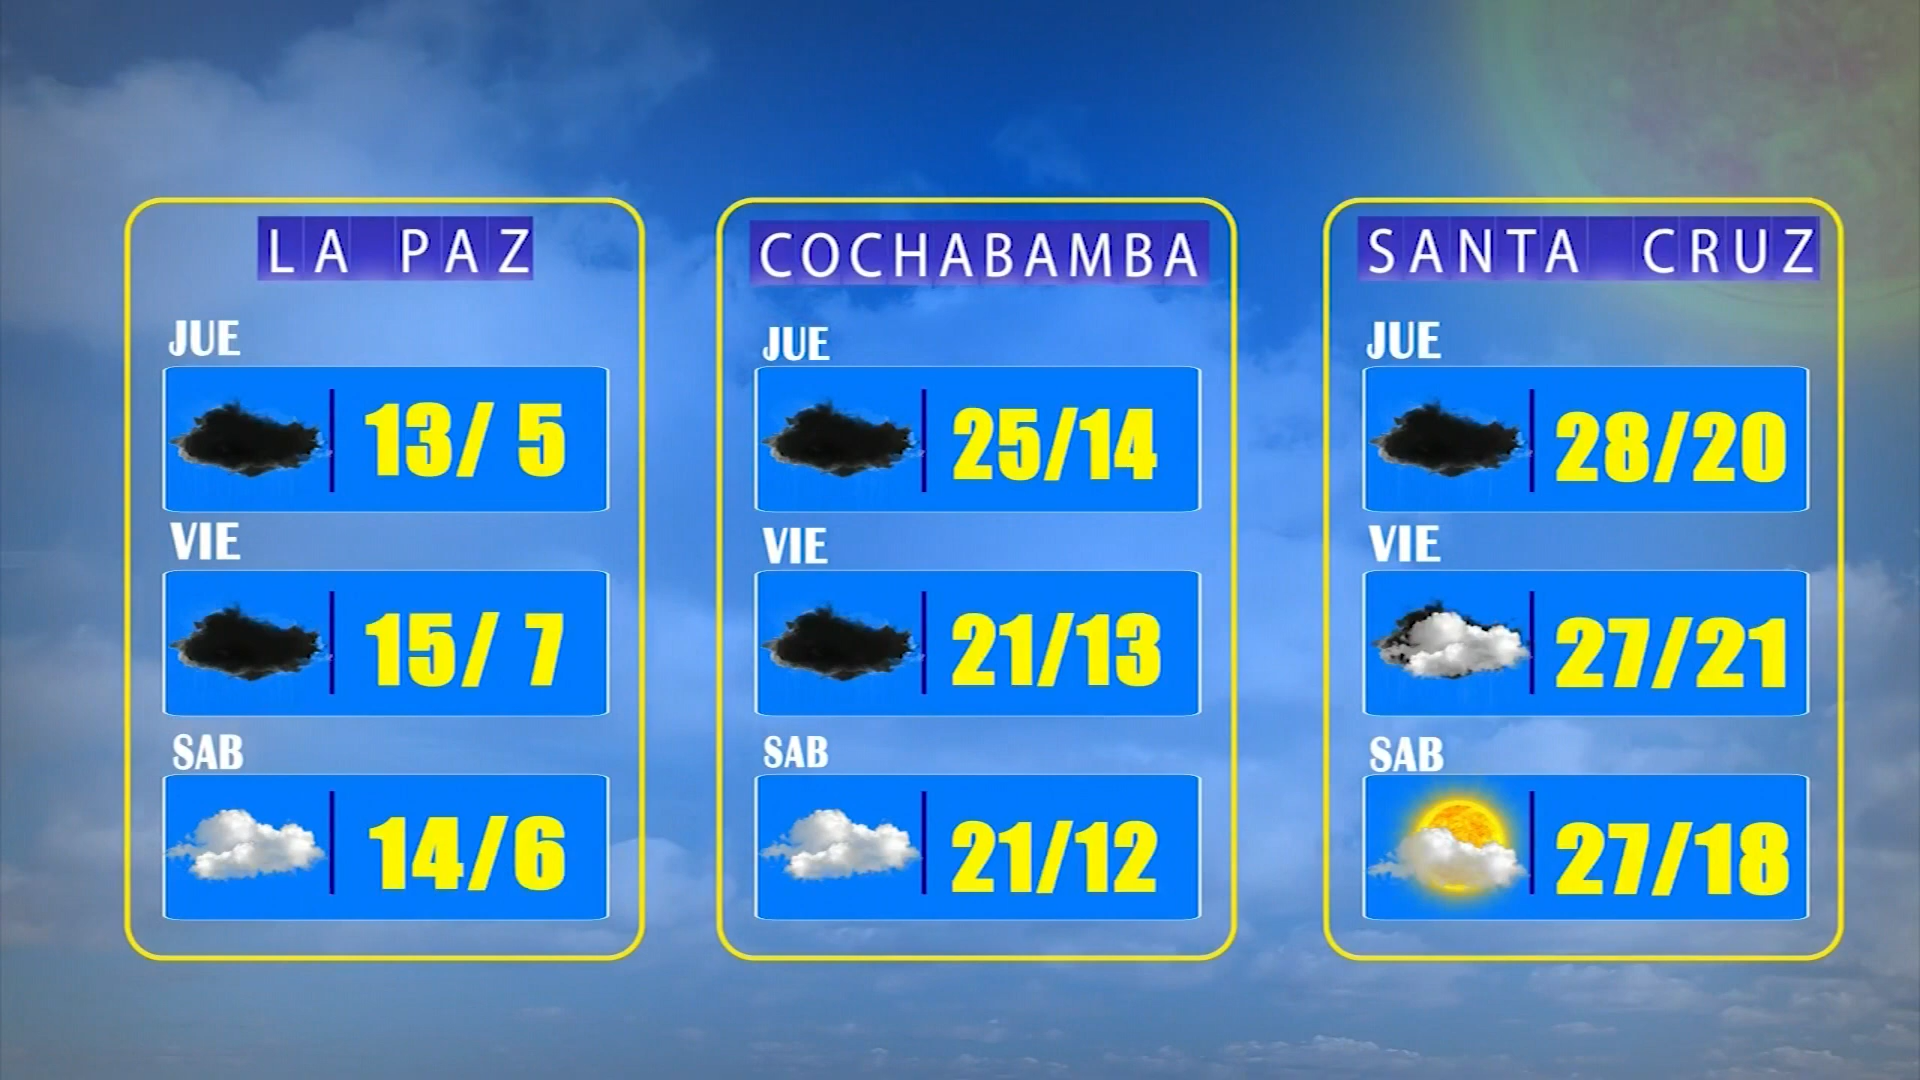 LA PAZ
JUE
13/ 5
VIE
15/ 7
SAB
14/6
COCHABAMBA
JUE
25/14
VIE
21/13
SAB
21/12
SANTA CRUZ
JUE
28/20
VIE
27/21
SAB
27/18